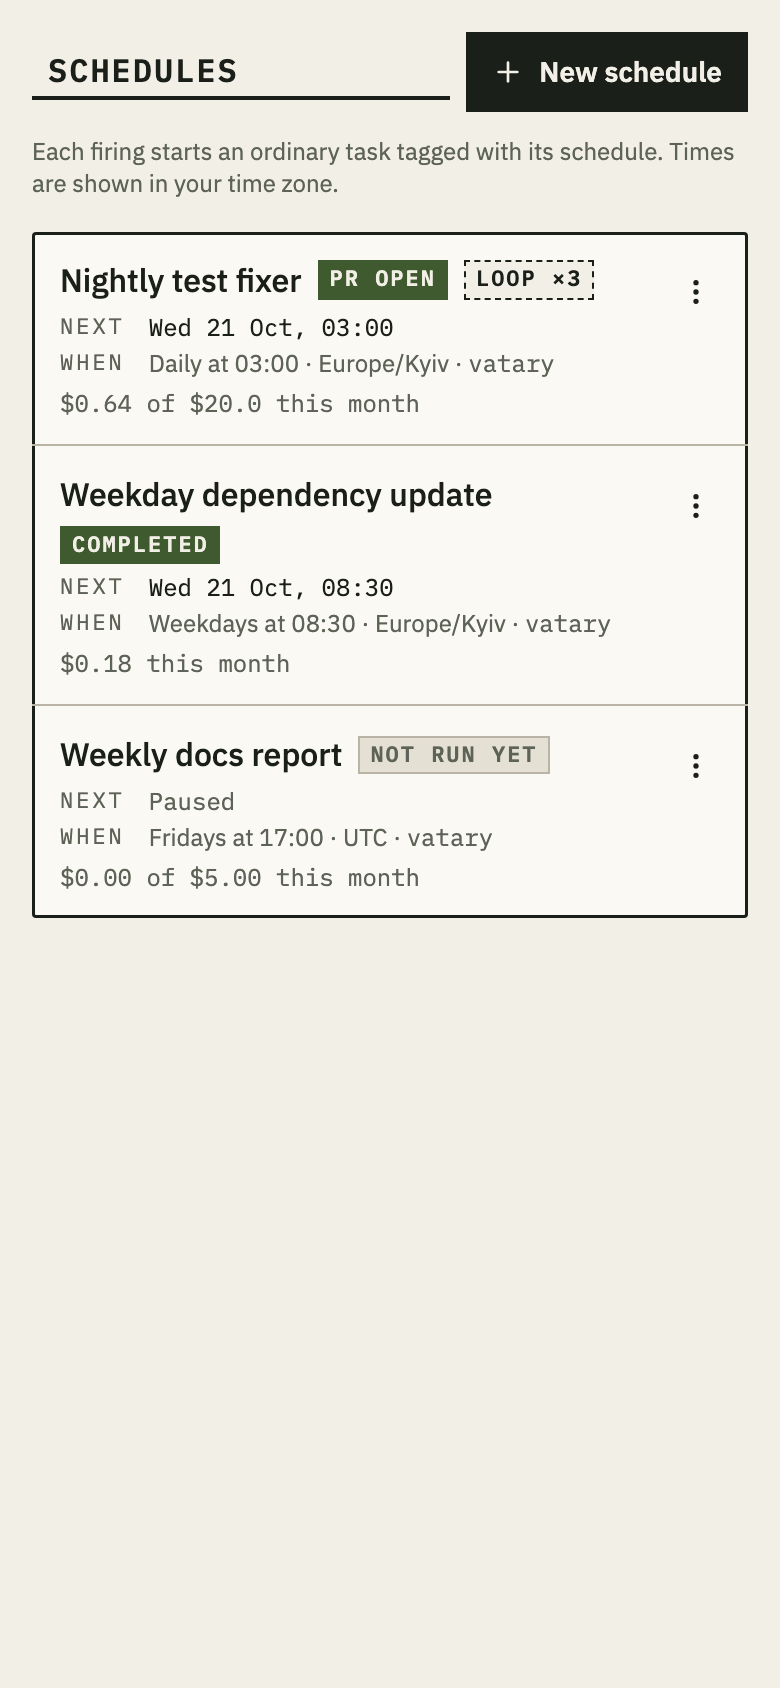 SCHEDULES
+ New schedule
Each firing starts an ordinary task tagged with its schedule. Times
are shown in your time zone.
Nightly test fixer PR OPEN LOOP ×3
NEXT Wed 21 Oct, 03:00
WHEN Daily at 03:00 · Europe/Kyiv · vatary
$0.64 of $20.0 this month
Weekday dependency update
COMPLETED
NEXT Wed 21 Oct, 08:30
WHEN Weekdays at 08:30 · Europe/Kyiv · vatary
$0.18 this month
Weekly docs report NOT RUN YET
NEXT Paused
WHEN Fridays at 17:00 · UTC · vatary
$0.00 of $5.00 this month